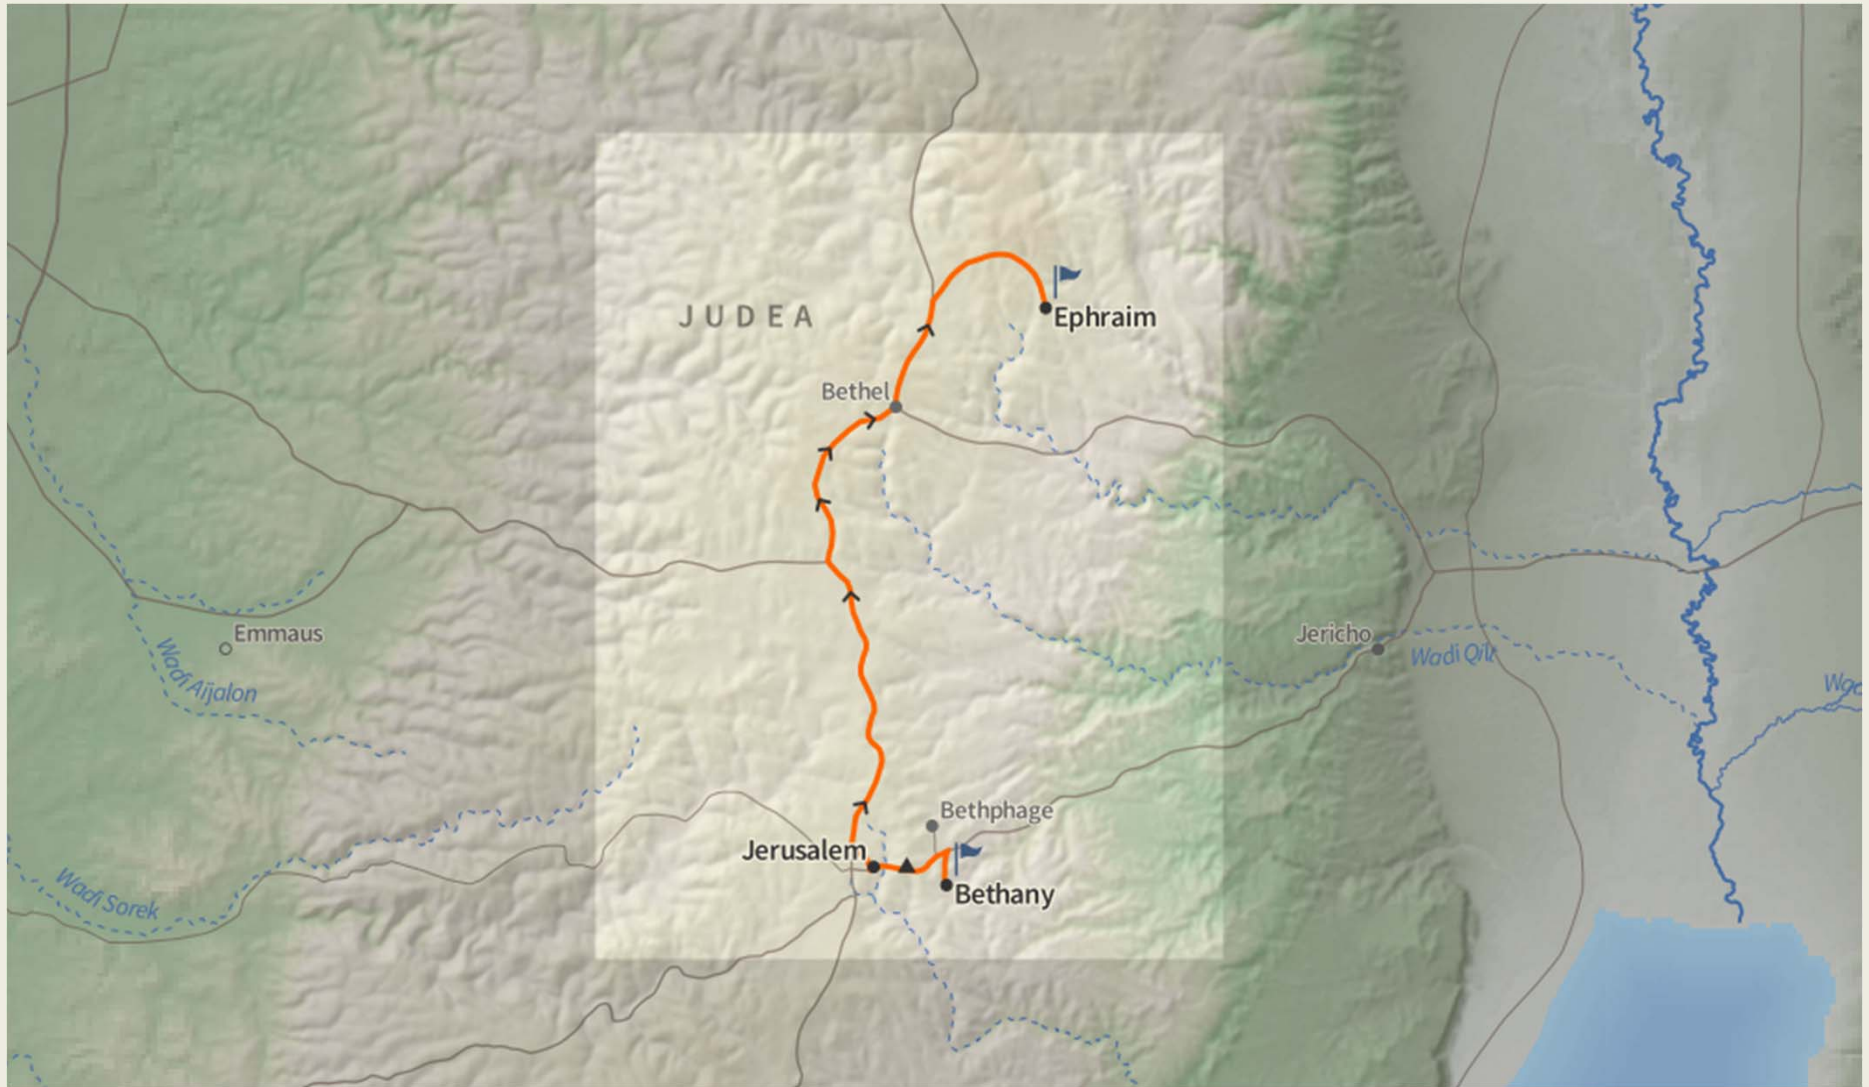 JUDEA
Ephraim
Bethel
Emmaus
Jericho
Wadi Qilt
Wadi Aijalon
Bethphage
Jerusalem
Bethany
Wadi Sorek